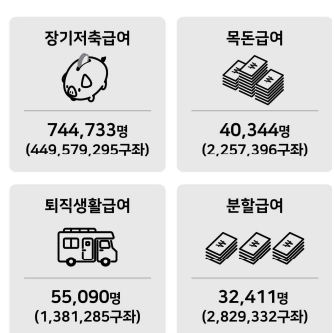 장기저축급여
744,733명
(449,579,295구좌)
목돈급여
40,344명
(2,257,396구좌)
퇴직생활급여
55,090명
(1,381,285구좌)
분할급여
32,411명
(2,829,332구좌)